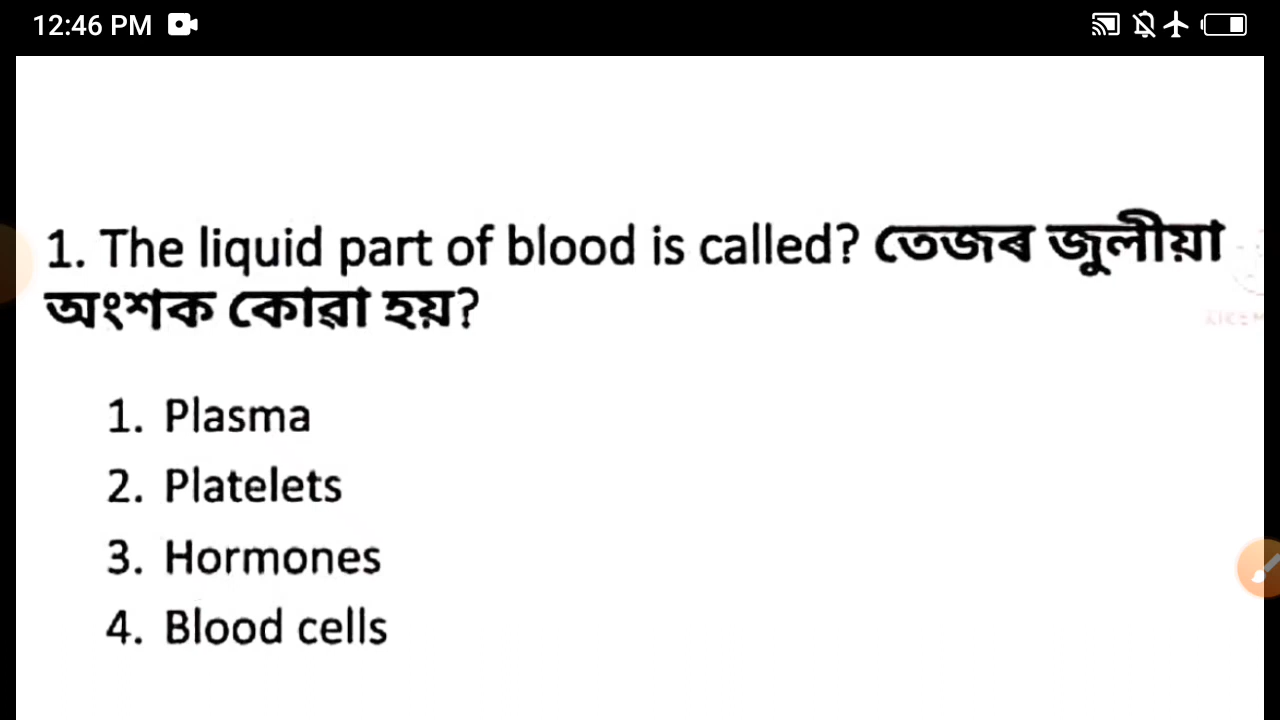 12:46 PM
1. The liquid part of blood is called? তেজৰ জুলীয়া
অংশক কোৱা হয়?
1. Plasma
2. Platelets
3. Hormones
4. Blood cells